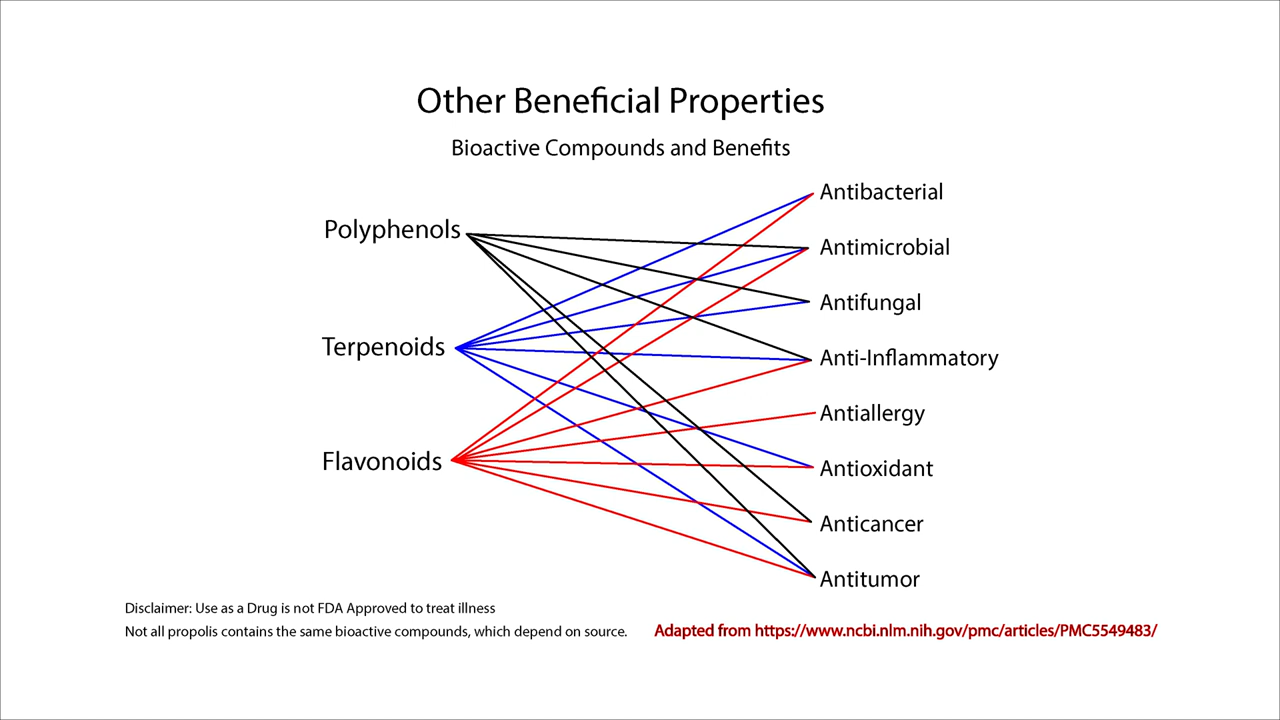 Other Beneficial Properties
Bioactive Compounds and Benefits
Polyphenols
Terpenoids
Flavonoids
Antibacterial
Antimicrobial
Antifungal
Anti-Inflammatory
Antiallergy
Antioxidant
Anticancer
Antitumor
Disclaimer: Use as a Drug is not FDA Approved to treat illness
Not all propolis contains the same bioactive compounds, which depend on source.
Adapted from https://www.ncbi.nlm.nih.gov/pmc/articles/PMC5549483/